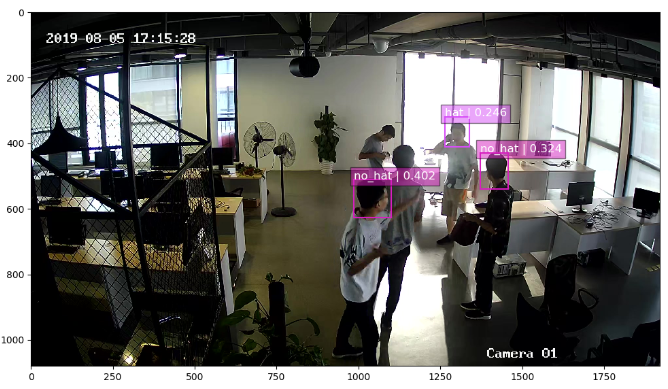 0
200
400
600
800
1000
2019-08-05 17:15:28
hat | 0.246
no_hat | 0.324
no_hat | 0.402
Camera 01
0 250 500 750 1000 1250 1500 1750